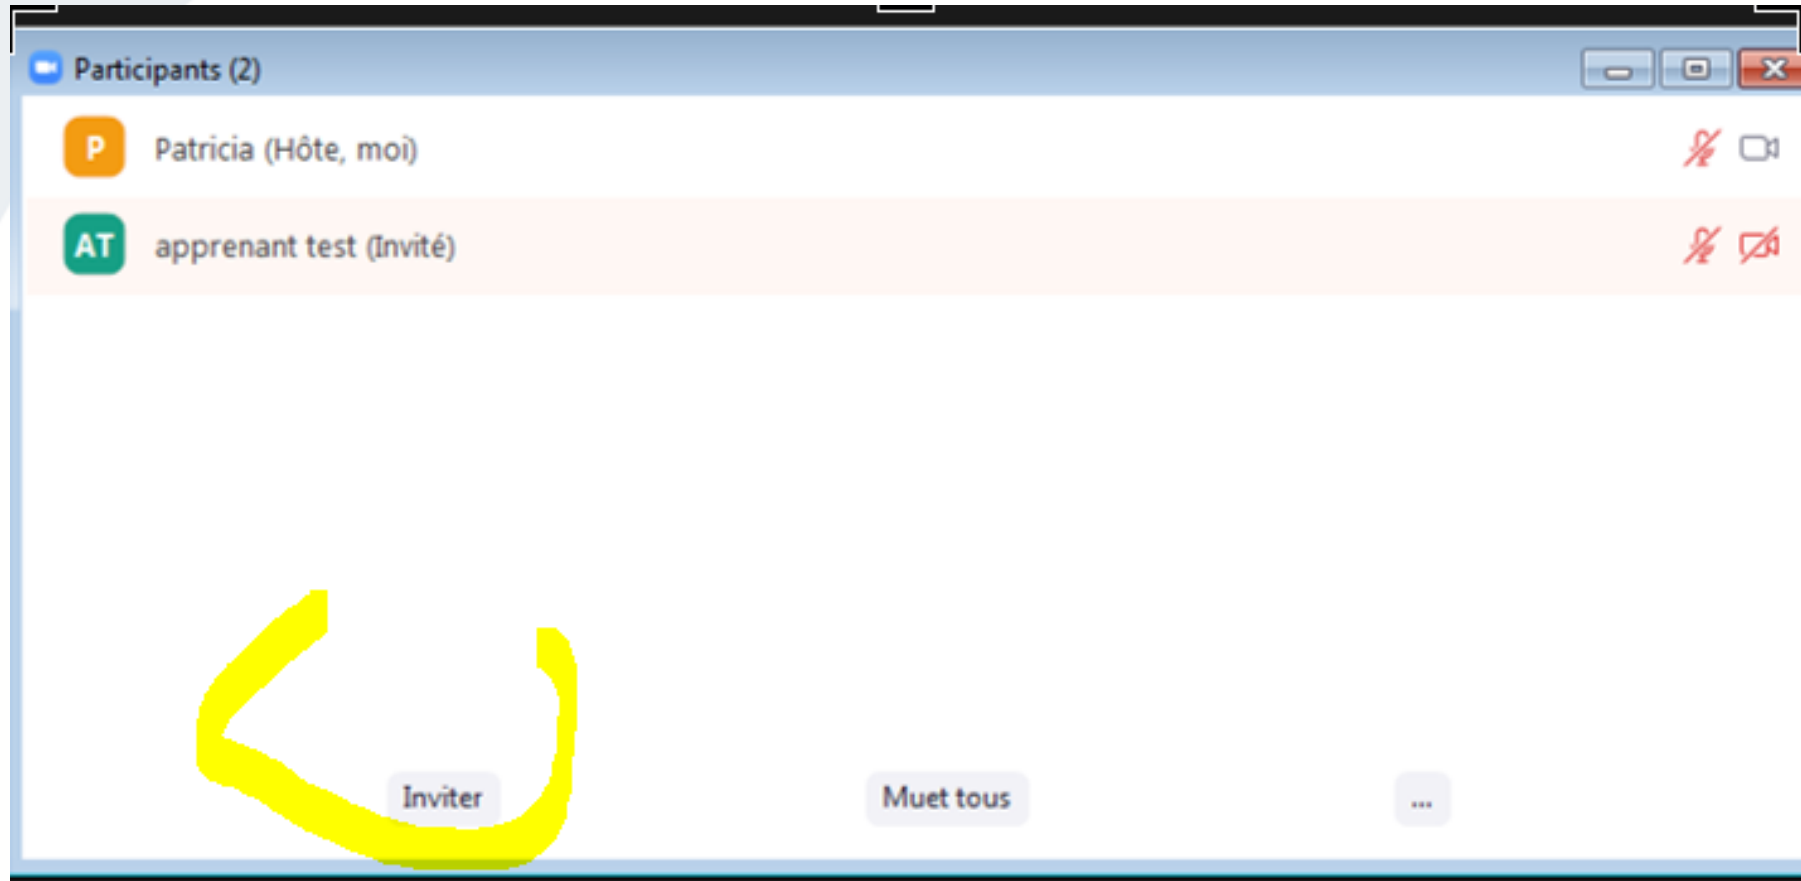 Participants (2)
P Patricia (Hôte, moi)
AT apprenant test (Invité)
Inviter Muet tous ...